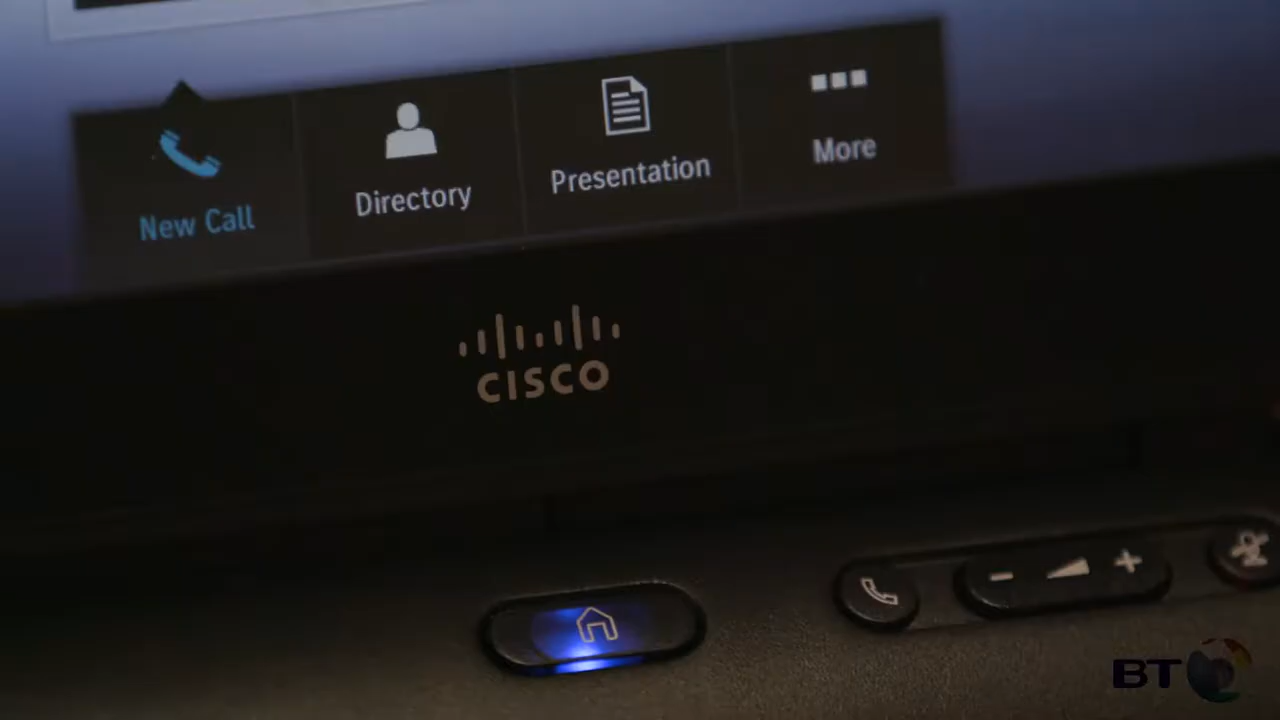 New Call
Directory
Presentation
More
CISCO
BT